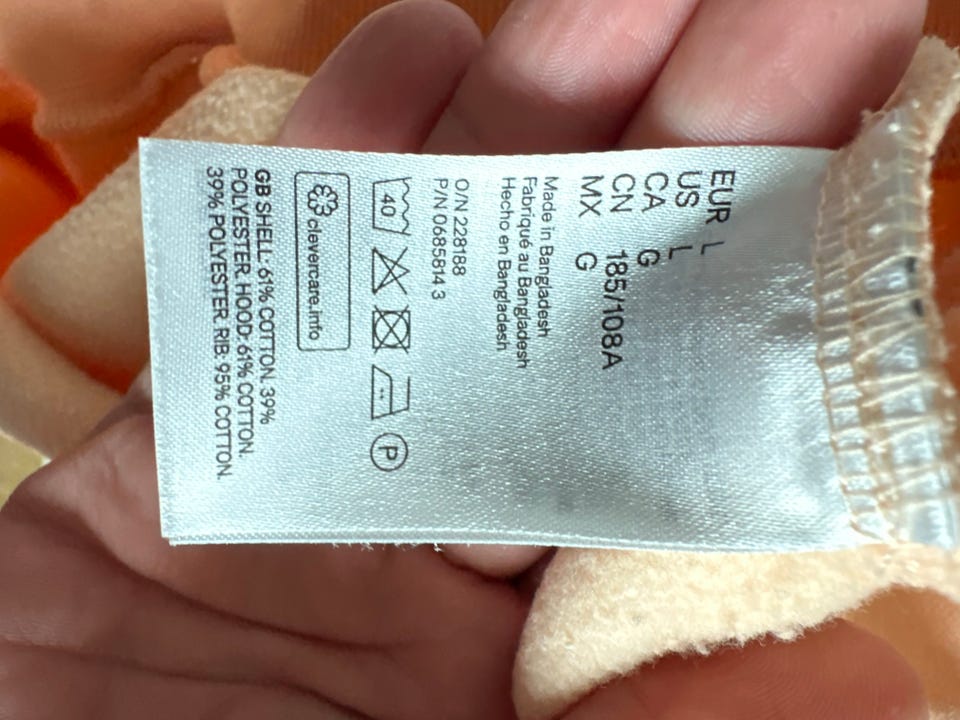 EUR L
US L
CA G
CN 185/108A
MX G
Made in Bangladesh
Fabriqué au Bangladesh
Hecho en Bangladesh
O/N 228188
P/N 0685814 3
40
P
clevercare.info
GB SHELL: 61% COTTON. 39%
POLYESTER. HOOD: 61% COTTON.
39% POLYESTER. RIB: 95% COTTON.